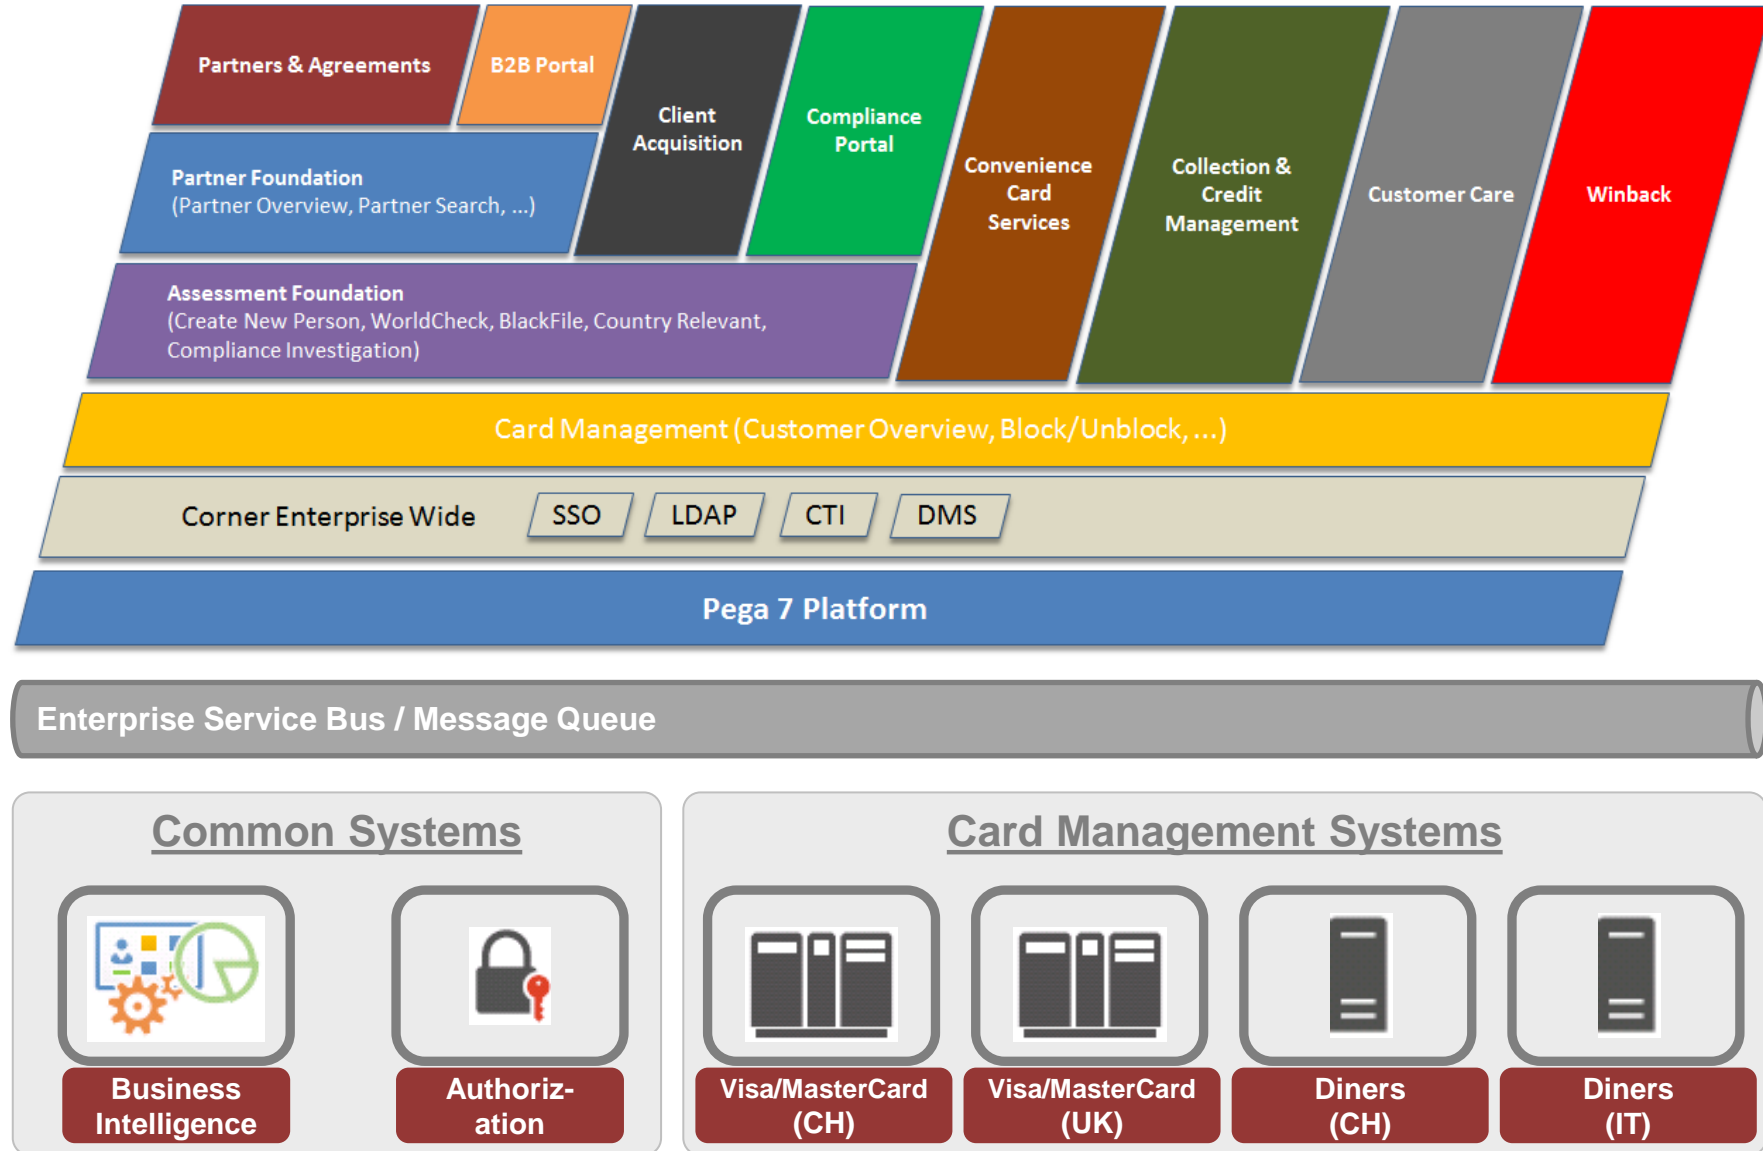 Partners & Agreements
B2B Portal
Client
Acquisition
Compliance
Portal
Convenience
Card
Services
Collection &
Credit
Management
Customer Care
Winback
Partner Foundation
(Partner Overview, Partner Search, ...)
Assessment Foundation
(Create New Person, WorldCheck, BlackFile, Country Relevant,
Compliance Investigation)
Card Management (Customer Overview, Block/Unblock, ...)
Corner Enterprise Wide
SSO
LDAP
CTI
DMS
Pega 7 Platform
Enterprise Service Bus / Message Queue
Common Systems
Business
Intelligence
Authoriz-
ation
Card Management Systems
Visa/MasterCard
(CH)
Visa/MasterCard
(UK)
Diners
(CH)
Diners
(IT)